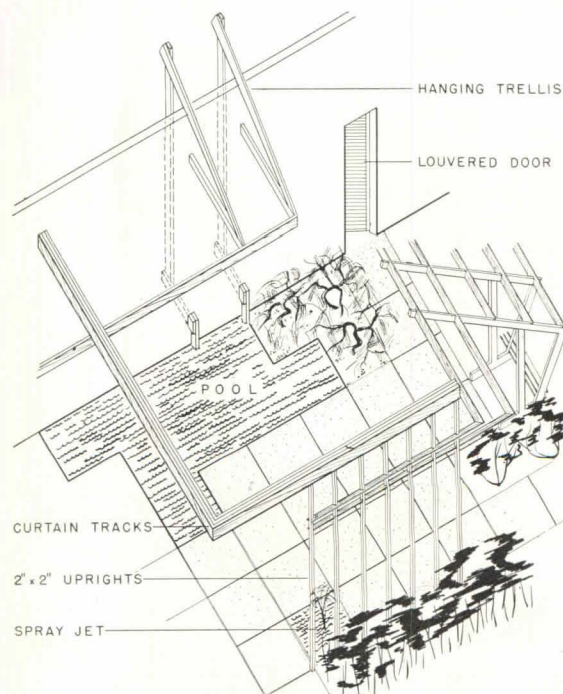 HANGING TRELLIS
LOUVERED DOOR
POOL
CURTAIN TRACKS
2" x 2" UPRIGHTS
SPRAY JET